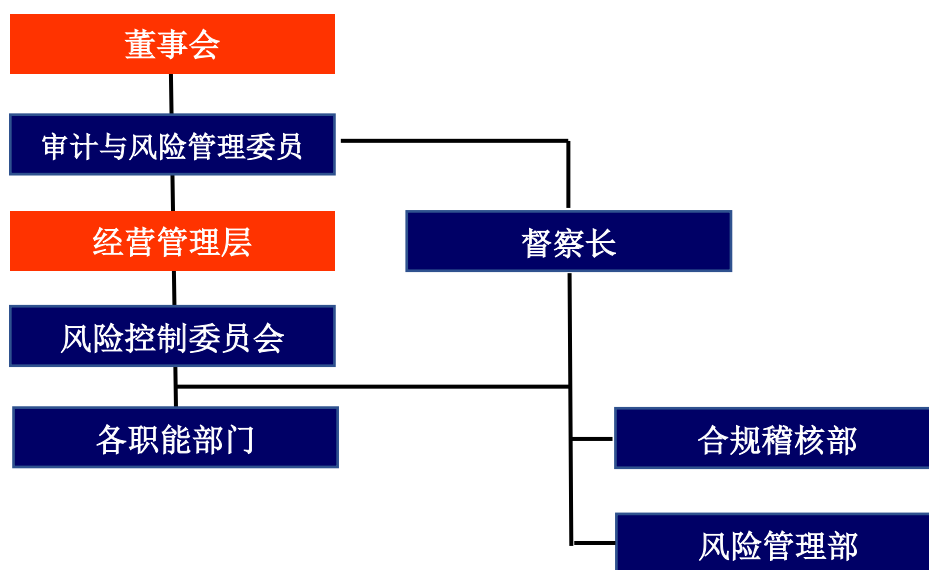 董事会
审计与风险管理委员
经营管理层
督察长
风险控制委员会
各职能部门
合规稽核部
风险管理部